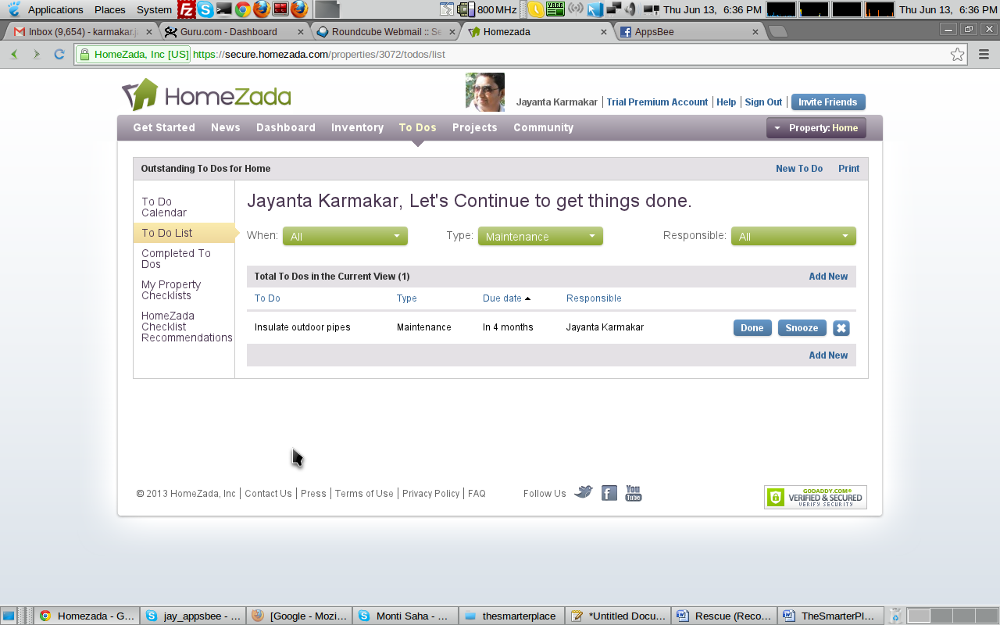 Applications Places System 800 MHz Thu Jun 13, 6:36 PM Thu Jun 13, 6:36 PM
Inbox (9,654) - karmakar.j Guru.com - Dashboard Roundcube Webmail :: Se Homezada AppsBee
HomeZada, Inc [US] https://secure.homezada.com/properties/3072/todos/list
HomeZada
Jayanta Karmakar | Trial Premium Account | Help | Sign Out | Invite Friends
Get Started News Dashboard Inventory To Dos Projects Community Property: Home
Outstanding To Dos for Home New To Do Print
To Do
Calendar
To Do List
Completed To
Dos
My Property
Checklists
HomeZada
Checklist
Recommendations
Jayanta Karmakar, Let's Continue to get things done.
When: All Type: Maintenance Responsible: All
Total To Dos in the Current View (1) Add New
To Do Type Due date Responsible
Insulate outdoor pipes Maintenance In 4 months Jayanta Karmakar Done Snooze
Add New
© 2013 HomeZada, Inc | Contact Us | Press | Terms of Use | Privacy Policy | FAQ Follow Us You Tube
GODADDY.COM®
VERIFIED & SECURED
VERIFY SECURITY
Homezada - G... jay_appsbee - ... [Google - Mozi... Monti Saha - ... thesmarterplace *Untitled Docu... Rescue (Reco... TheSmarterPl...